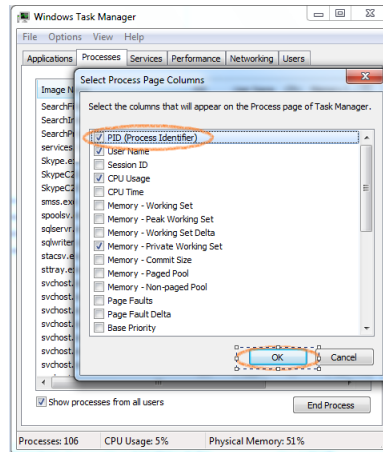 Windows Task Manager
File Options View Help
Applications Processes Services Performance Networking Users
Select Process Page Columns
Image N
Select the columns that will appear on the Process page of Task Manager.
SearchFi
SearchIn
SearchPr
services
Skype.e
SkypeC2
SkypeC2
smss.exe
spoolsv.
sqlservr.
sqlwriter
stacsv.e
sttray.e
svchost.
svchost.
svchost.
svchost.
svchost.
svchost.
svchost.
PID (Process Identifier)
User Name
Session ID
CPU Usage
CPU Time
Memory - Working Set
Memory - Peak Working Set
Memory - Working Set Delta
Memory - Private Working Set
Memory - Commit Size
Memory - Paged Pool
Memory - Non-paged Pool
Page Faults
Page Fault Delta
Base Priority
OK Cancel
Show processes from all users
End Process
Processes: 106 CPU Usage: 5% Physical Memory: 51%